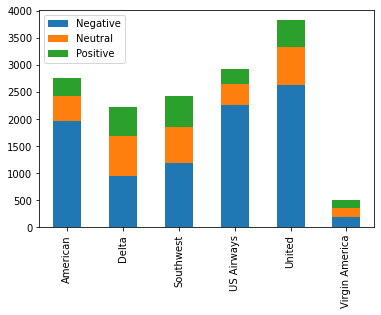 4000
3500
3000
2500
2000
1500
1000
500
0
Negative
Neutral
Positive
American
Delta
Southwest
US Airways
United
Virgin America